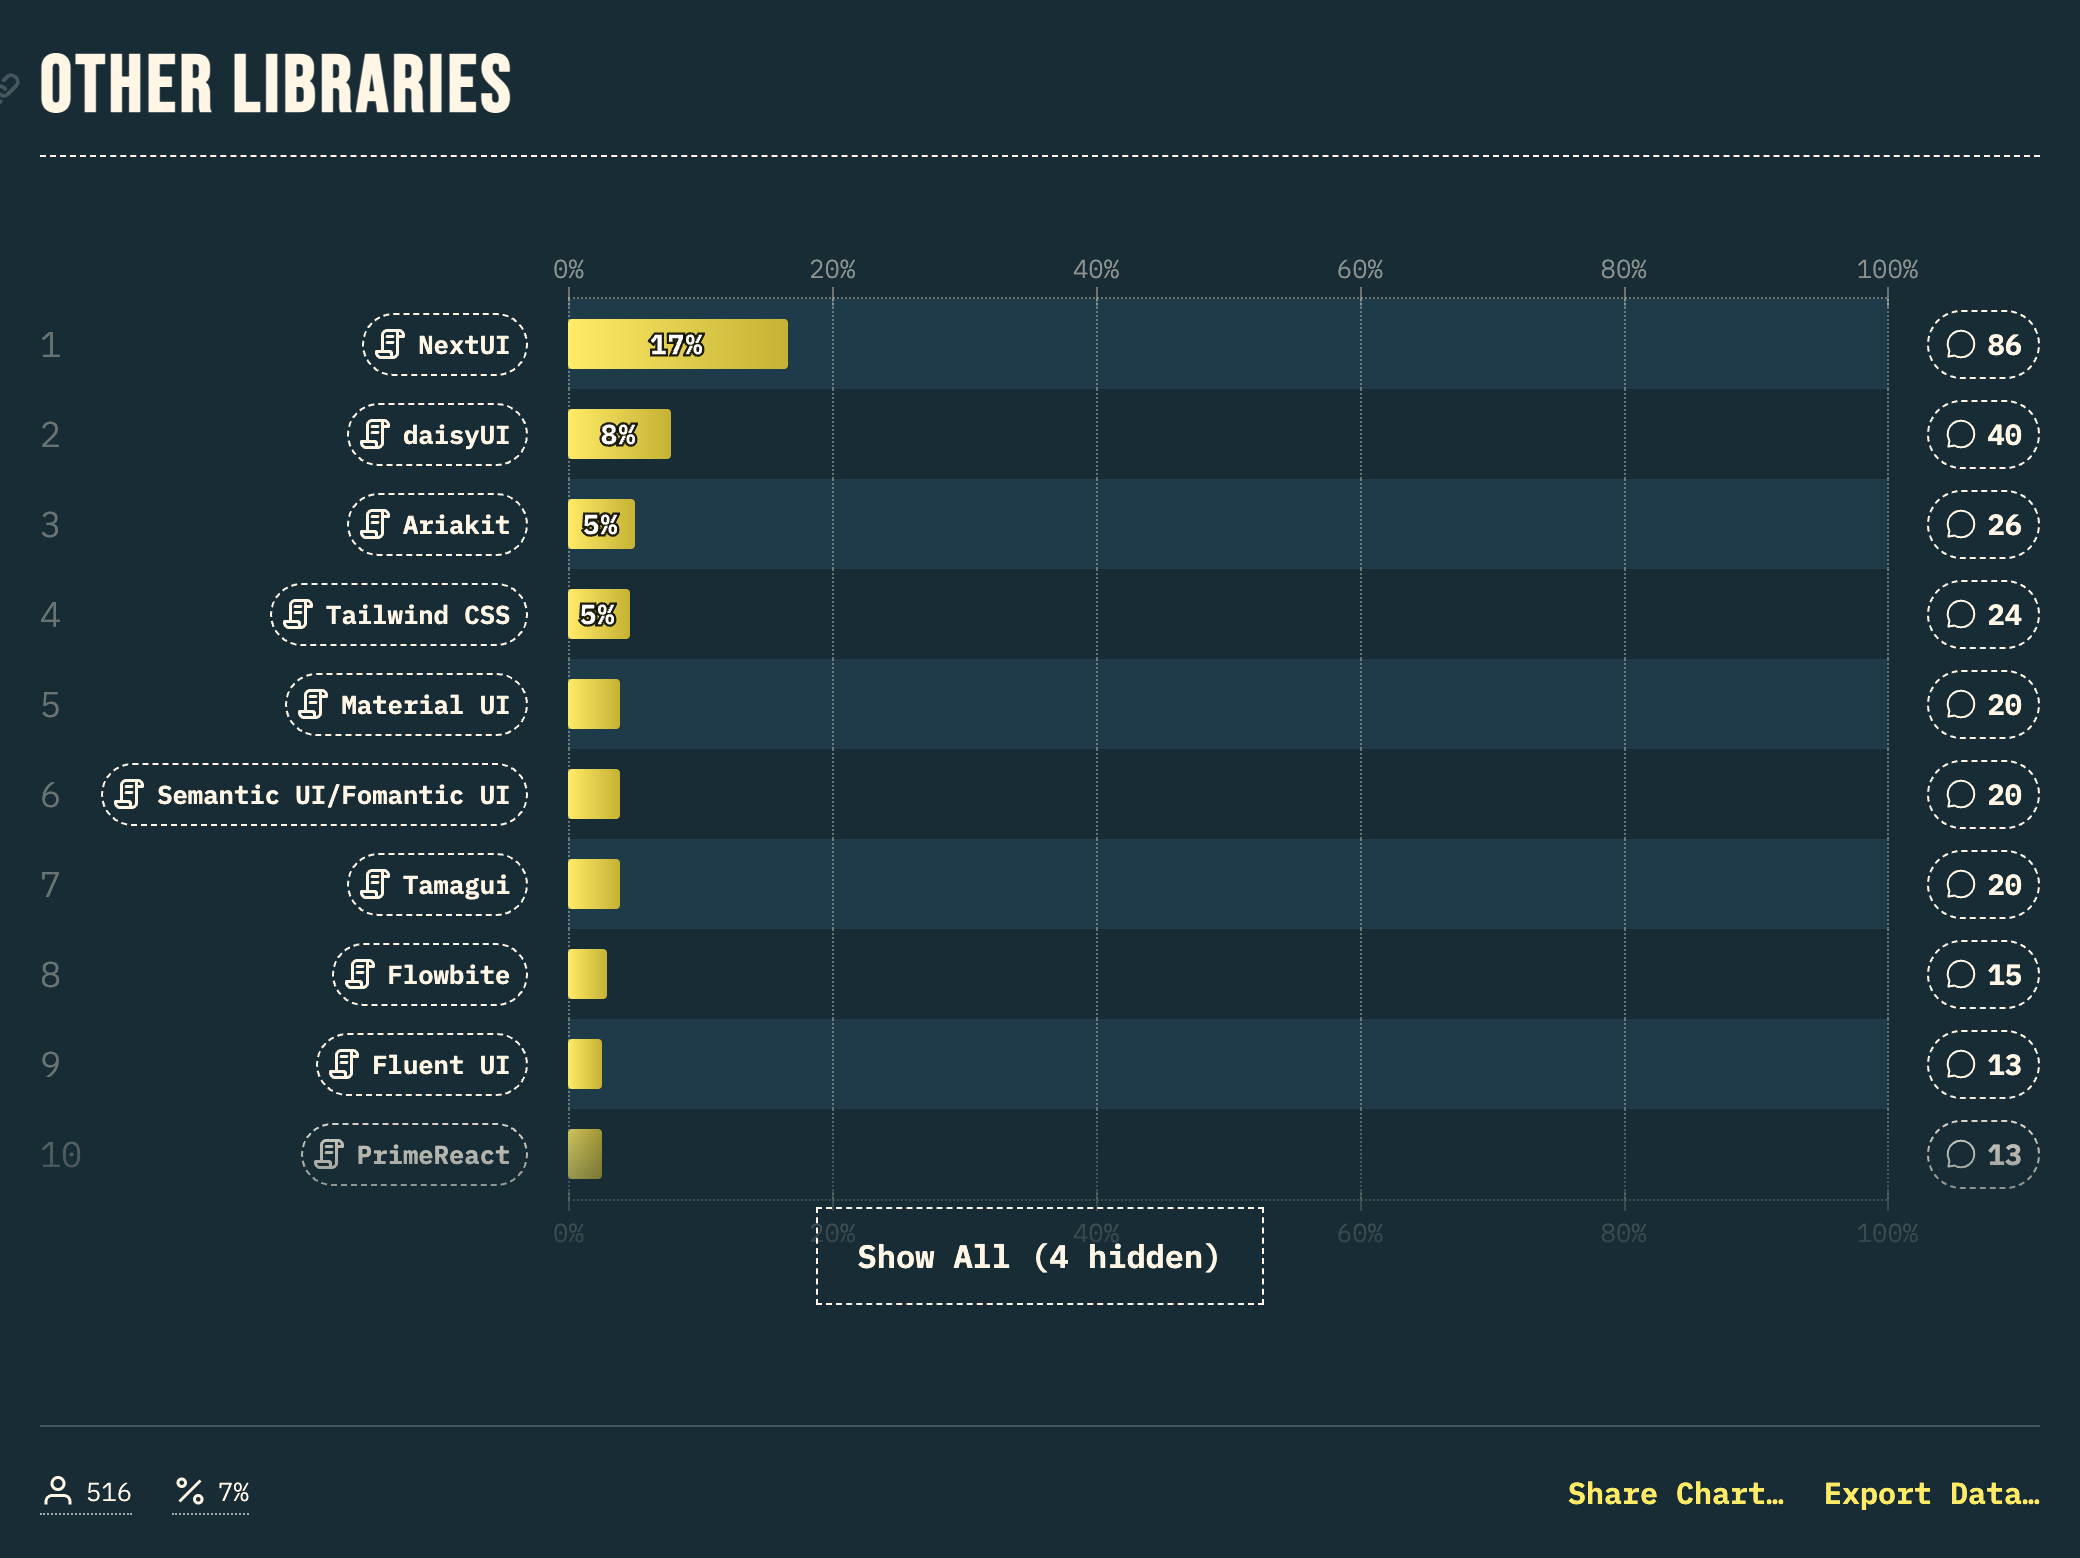 OTHER LIBRARIES
0% 20% 40% 60% 80% 100%
1 NextUI 17% 86
2 daisyUI 8% 40
3 Ariakit 5% 26
4 Tailwind CSS 5% 24
5 Material UI 20
6 Semantic UI/Fomantic UI 20
7 Tamagui 20
8 Flowbite 15
9 Fluent UI 13
10 PrimeReact 13
0% 20% 40% 60% 80% 100%
Show All (4 hidden)
516 7% Share Chart… Export Data…